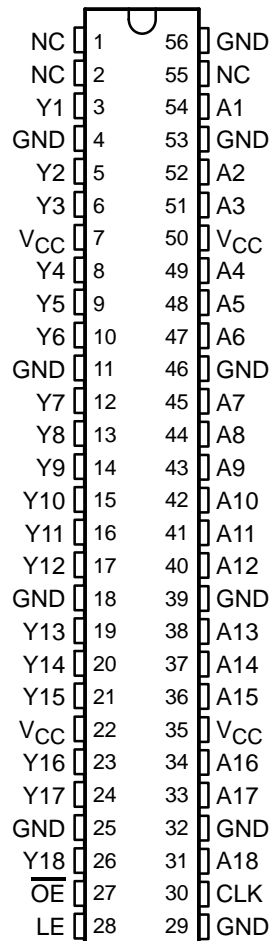 NC 1 56 GND
NC 2 55 NC
Y1 3 54 A1
GND 4 53 GND
Y2 5 52 A2
Y3 6 51 A3
VCC 7 50 VCC
Y4 8 49 A4
Y5 9 48 A5
Y6 10 47 A6
GND 11 46 GND
Y7 12 45 A7
Y8 13 44 A8
Y9 14 43 A9
Y10 15 42 A10
Y11 16 41 A11
Y12 17 40 A12
GND 18 39 GND
Y13 19 38 A13
Y14 20 37 A14
Y15 21 36 A15
VCC 22 35 VCC
Y16 23 34 A16
Y17 24 33 A17
GND 25 32 GND
Y18 26 31 A18
OE 27 30 CLK
LE 28 29 GND